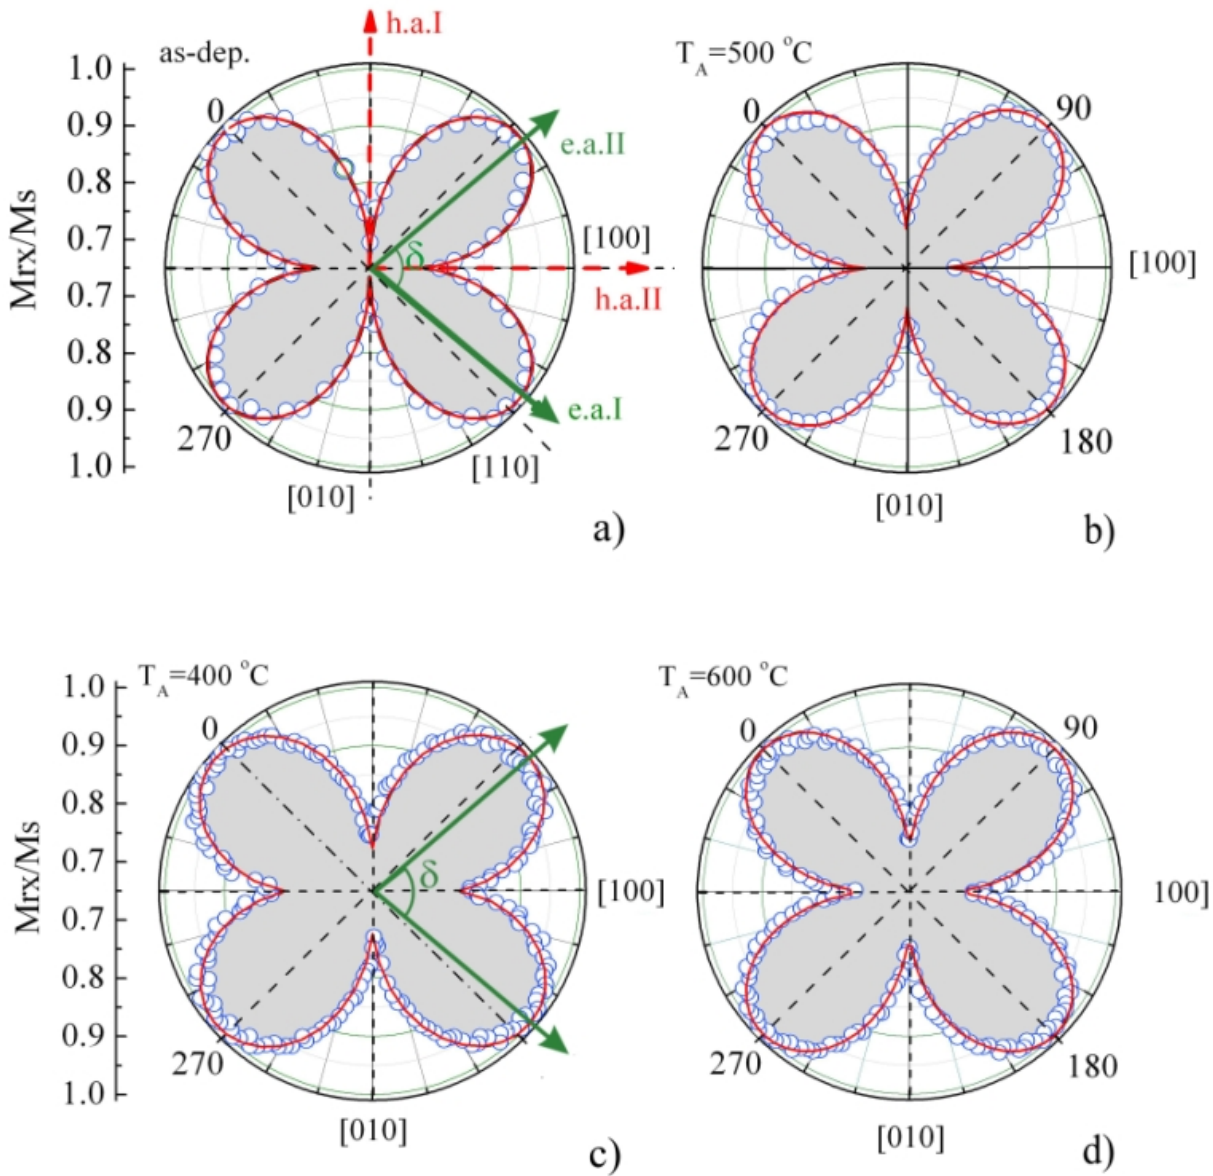 as-dep.
h.a.I
1.0
0.9
0.8
0.7
0.7
0.8
0.9
1.0
Mrx/Ms
0
e.a.II
δ
[100]
h.a.II
e.a.I
270
[110]
[010]
a)
T_A=500 °C
0
90
[100]
270
180
[010]
b)
T_A=400 °C
1.0
0.9
0.8
0.7
0.7
0.8
0.9
1.0
Mrx/Ms
0
δ
[100]
270
[010]
c)
T_A=600 °C
0
90
100]
270
180
[010]
d)